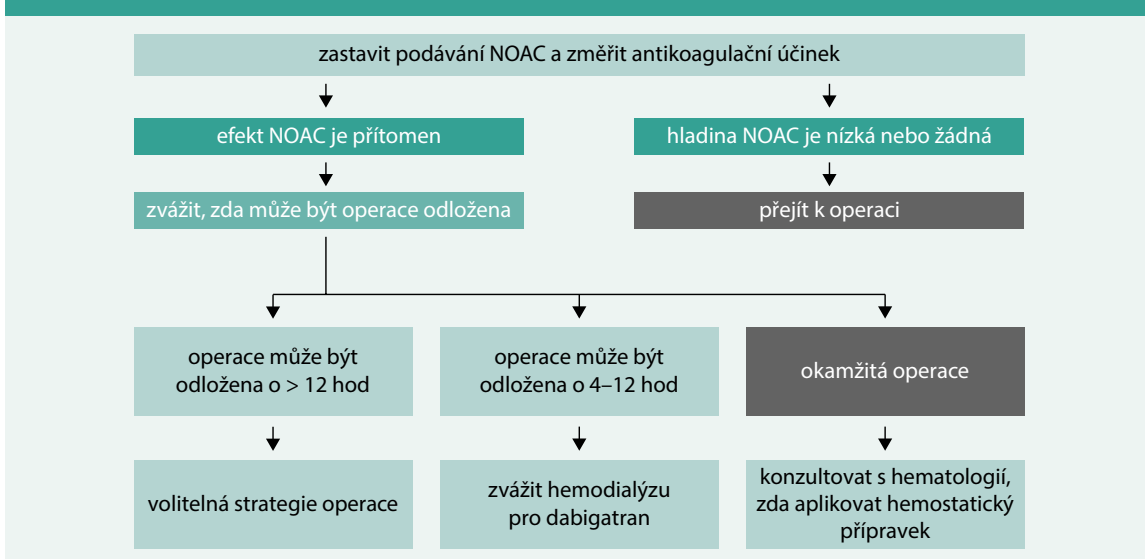 zastavit podávání NOAC a změřit antikoagulační účinek
efekt NOAC je přítomen
hladina NOAC je nízká nebo žádná
zvážit, zda může být operace odložena
přejít k operaci
operace může být
odložena o > 12 hod
operace může být
odložena o 4–12 hod
okamžitá operace
volitelná strategie operace
zvážit hemodialýzu
pro dabigatran
konzultovat s hematologií,
zda aplikovat hemostatický
přípravek